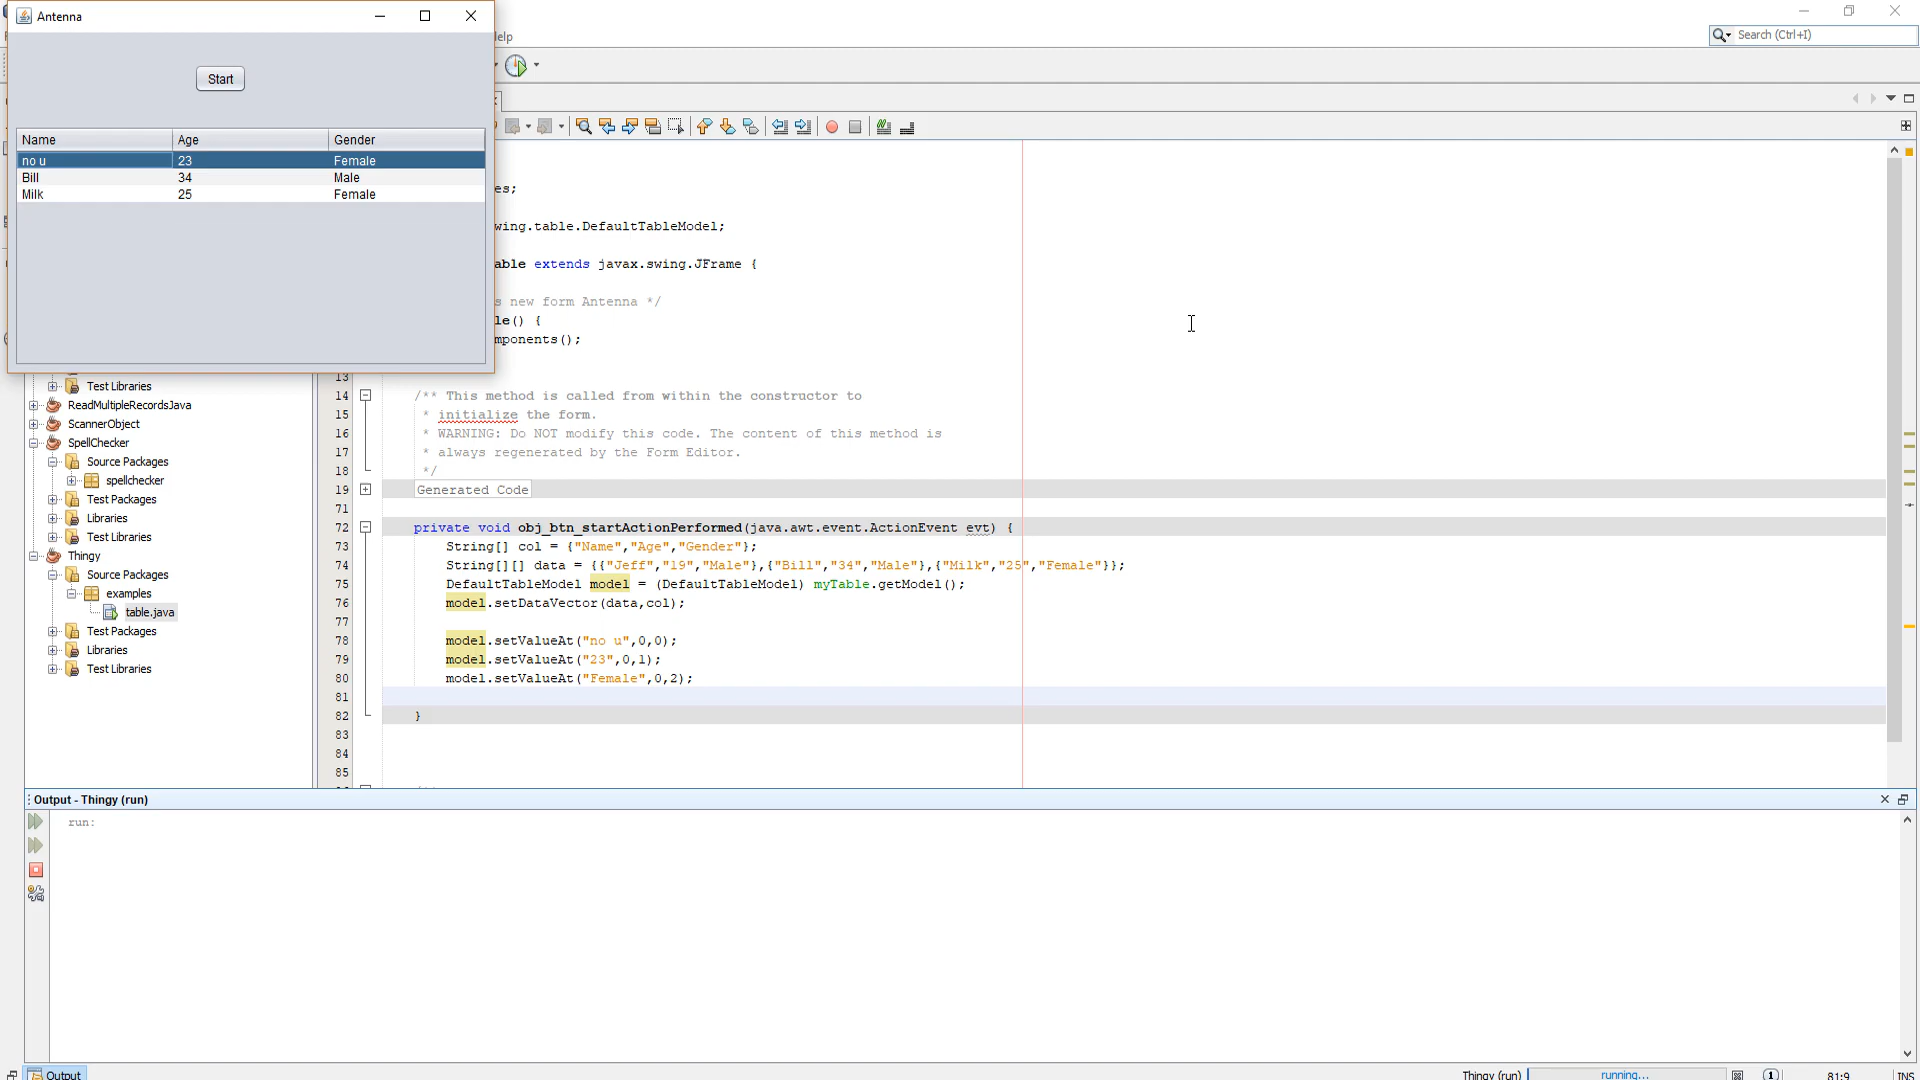 Antenna
elp
Search (Ctrl+I)
Start
Name Age Gender
no u 23 Female
Bill 34 Male
Milk 25 Female
es;
wing.table.DefaultTableModel;
able extends javax.swing.JFrame {
s new form Antenna */
le() {
mponents();
Test Libraries
ReadMultipleRecordsJava
ScannerObject
SpellChecker
Source Packages
spellchecker
Test Packages
Libraries
Test Libraries
Thingy
Source Packages
examples
table.java
Test Packages
Libraries
Test Libraries
13
14 /** This method is called from within the constructor to
15 * initialize the form.
16 * WARNING: Do NOT modify this code. The content of this method is
17 * always regenerated by the Form Editor.
18 */
19 Generated Code
71
72 private void obj_btn_startActionPerformed(java.awt.event.ActionEvent evt) {
73 String[] col = {"Name","Age","Gender"};
74 String[][] data = {{"Jeff","19","Male"},{"Bill","34","Male"},{"Milk","25","Female"}};
75 DefaultTableModel model = (DefaultTableModel) myTable.getModel();
76 model.setDataVector(data,col);
77
78 model.setValueAt("no u",0,0);
79 model.setValueAt("23",0,1);
80 model.setValueAt("Female",0,2);
81
82 }
83
84
85
Output - Thingy (run)
run:
Output
Thingy (run) running... 1 81:9 INS